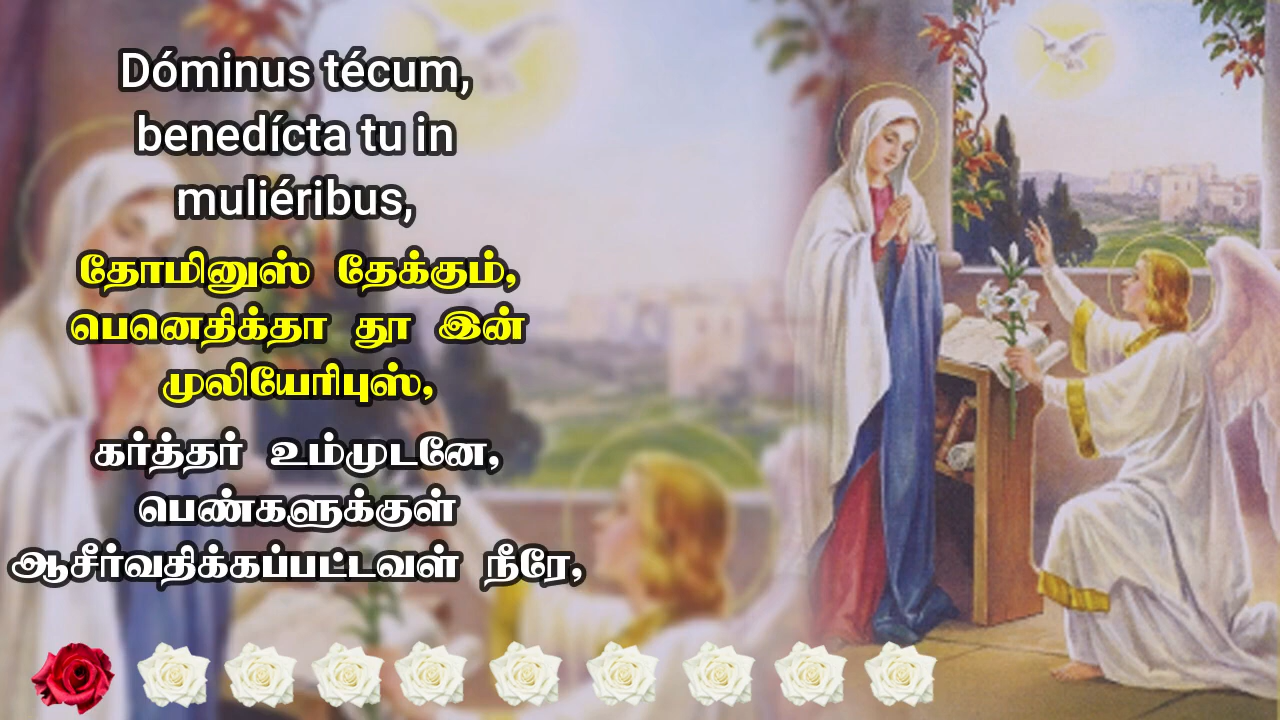 Dóminus técum,
benedícta tu in
muliéribus,
தோமினுஸ் தேக்கும்,
பெனெதிக்தா தூ இன்
முலியேரிபுஸ்,
கர்த்தர் உம்முடனே,
பெண்களுக்குள்
ஆசீர்வதிக்கப்பட்டவள் நீரே,